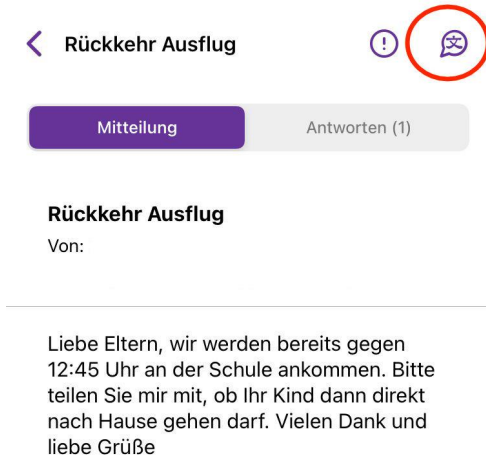 Rückkehr Ausflug
Mitteilung
Antworten (1)
Rückkehr Ausflug
Von:
Liebe Eltern, wir werden bereits gegen
12:45 Uhr an der Schule ankommen. Bitte
teilen Sie mir mit, ob Ihr Kind dann direkt
nach Hause gehen darf. Vielen Dank und
liebe Grüße